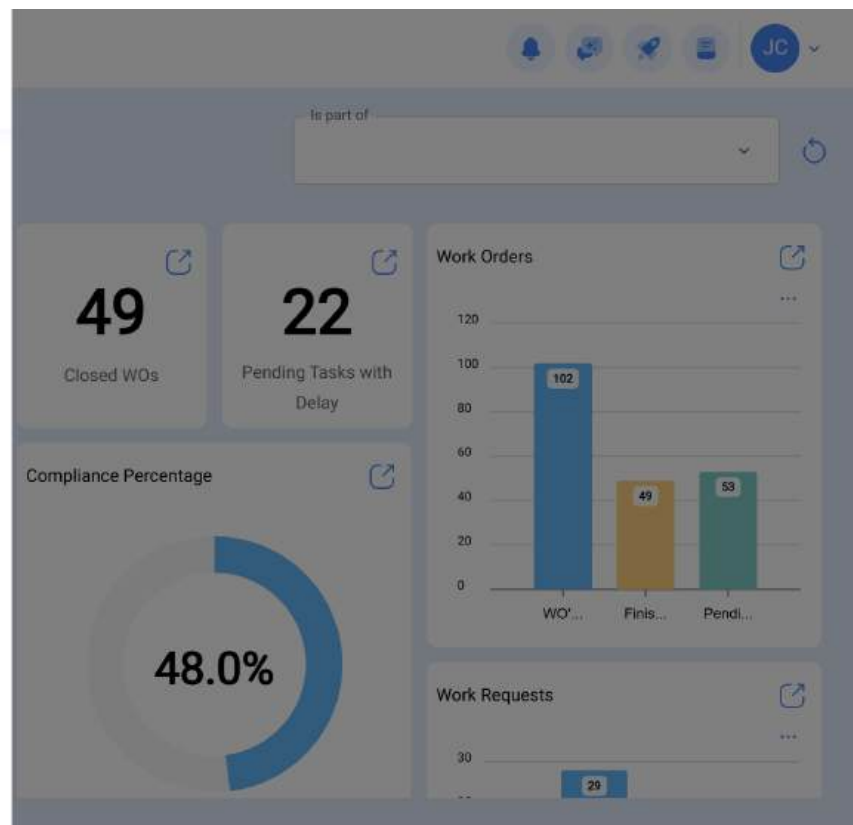 JC
Is part of
49
Closed WOs
22
Pending Tasks with
Delay
Work Orders
...
120
100
80
60
40
20
0
102
49
53
WO'...
Finis...
Pendi...
Compliance Percentage
48.0%
Work Requests
...
30
29